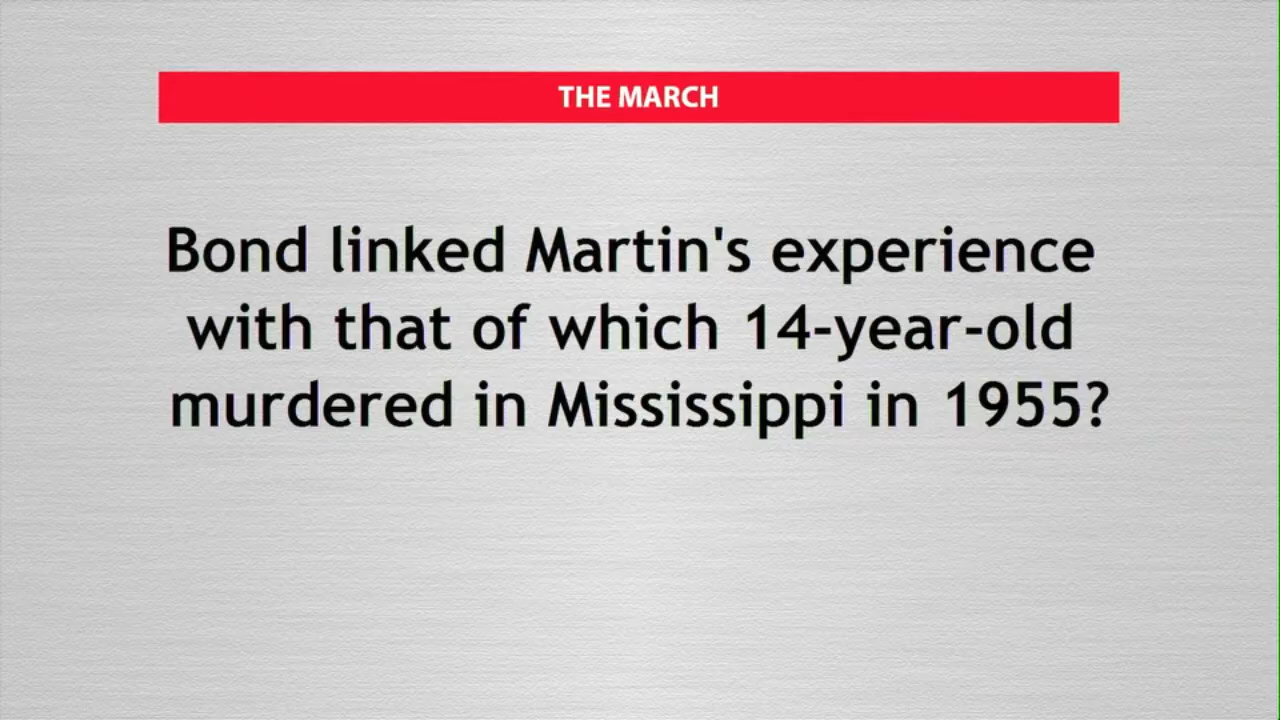 THE MARCH
Bond linked Martin's experience
with that of which 14-year-old
murdered in Mississippi in 1955?